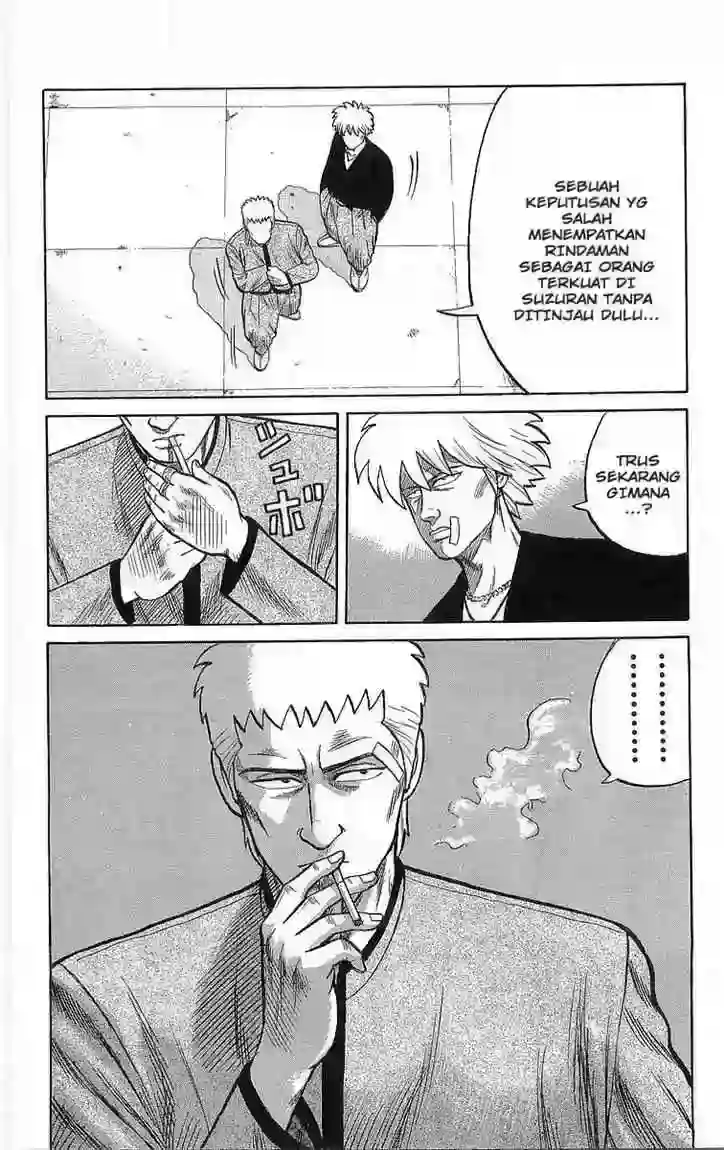 SEBUAH
KEPUTUSAN YG
SALAH
MENEMPATKAN
RINDAMAN
SEBAGAI ORANG
TERKUAT DI
SUZURAN TANPA
DITINJAU DULU...
シュボ
TRUS
SEKARANG
GIMANA
...?
………
………